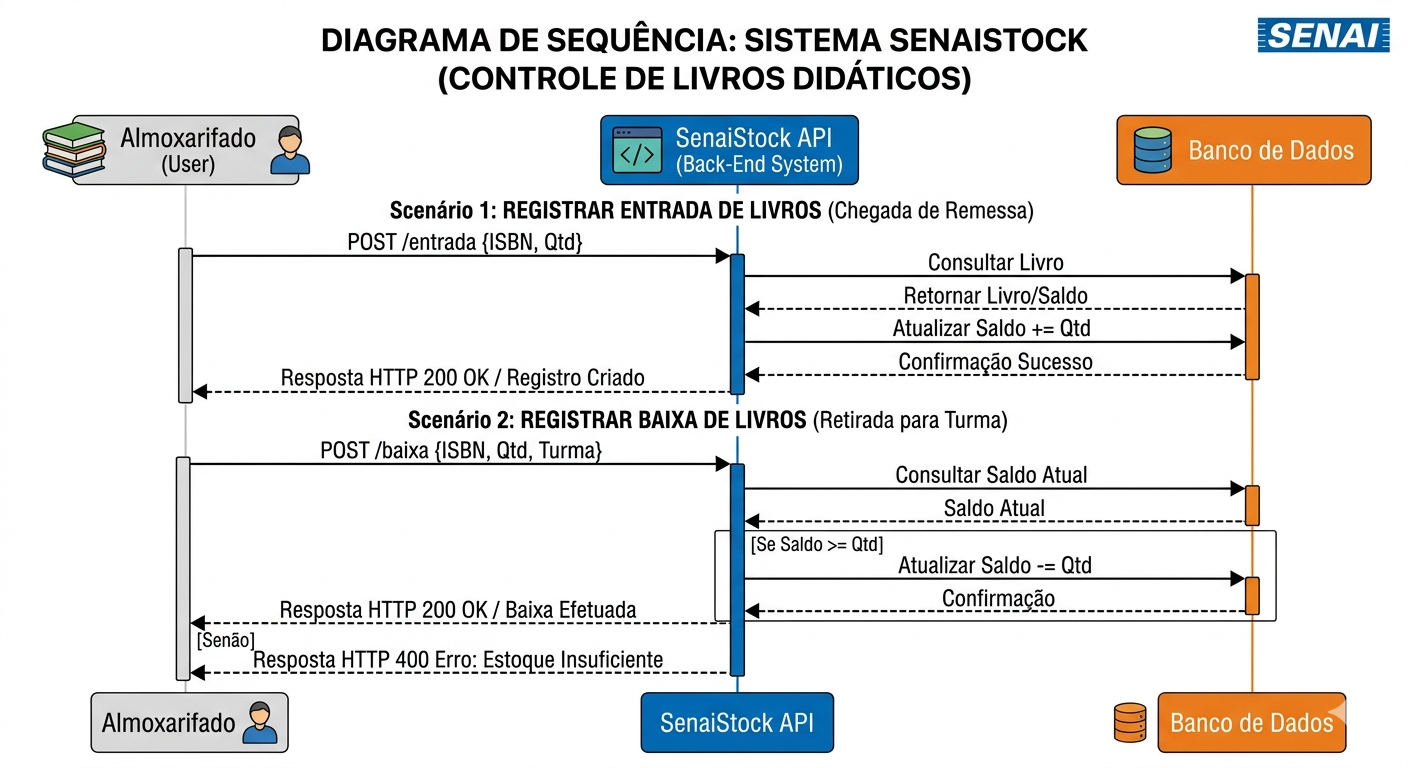 DIAGRAMA DE SEQUÊNCIA: SISTEMA SENAISTOCK
(CONTROLE DE LIVROS DIDÁTICOS)
SENAI
Almoxarifado
(User)
</>
SenaiStock API
(Back-End System)
Banco de Dados
Scenário 1: REGISTRAR ENTRADA DE LIVROS (Chegada de Remessa)
POST /entrada {ISBN, Qtd}
Consultar Livro
Retornar Livro/Saldo
Atualizar Saldo += Qtd
Confirmação Sucesso
Resposta HTTP 200 OK / Registro Criado
Scenário 2: REGISTRAR BAIXA DE LIVROS (Retirada para Turma)
POST /baixa {ISBN, Qtd, Turma}
Consultar Saldo Atual
Saldo Atual
[Se Saldo >= Qtd]
Atualizar Saldo -= Qtd
Confirmação
Resposta HTTP 200 OK / Baixa Efetuada
[Senão]
Resposta HTTP 400 Erro: Estoque Insuficiente
Almoxarifado
SenaiStock API
Banco de Dados